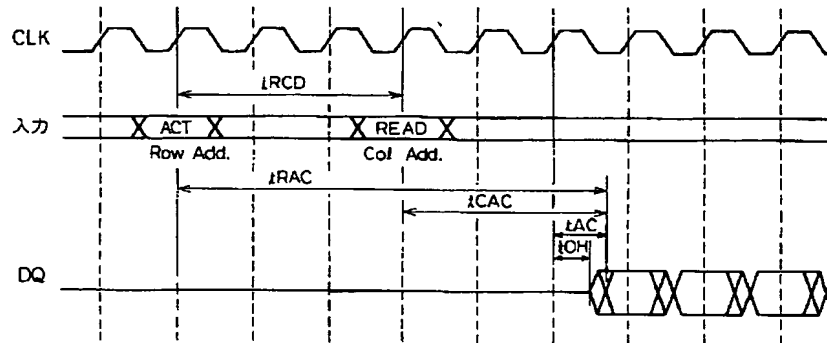 CLK
tRCD
入力 ACT READ
Row Add. Col Add.
tRAC
tCAC
tAC
tOH
DQ